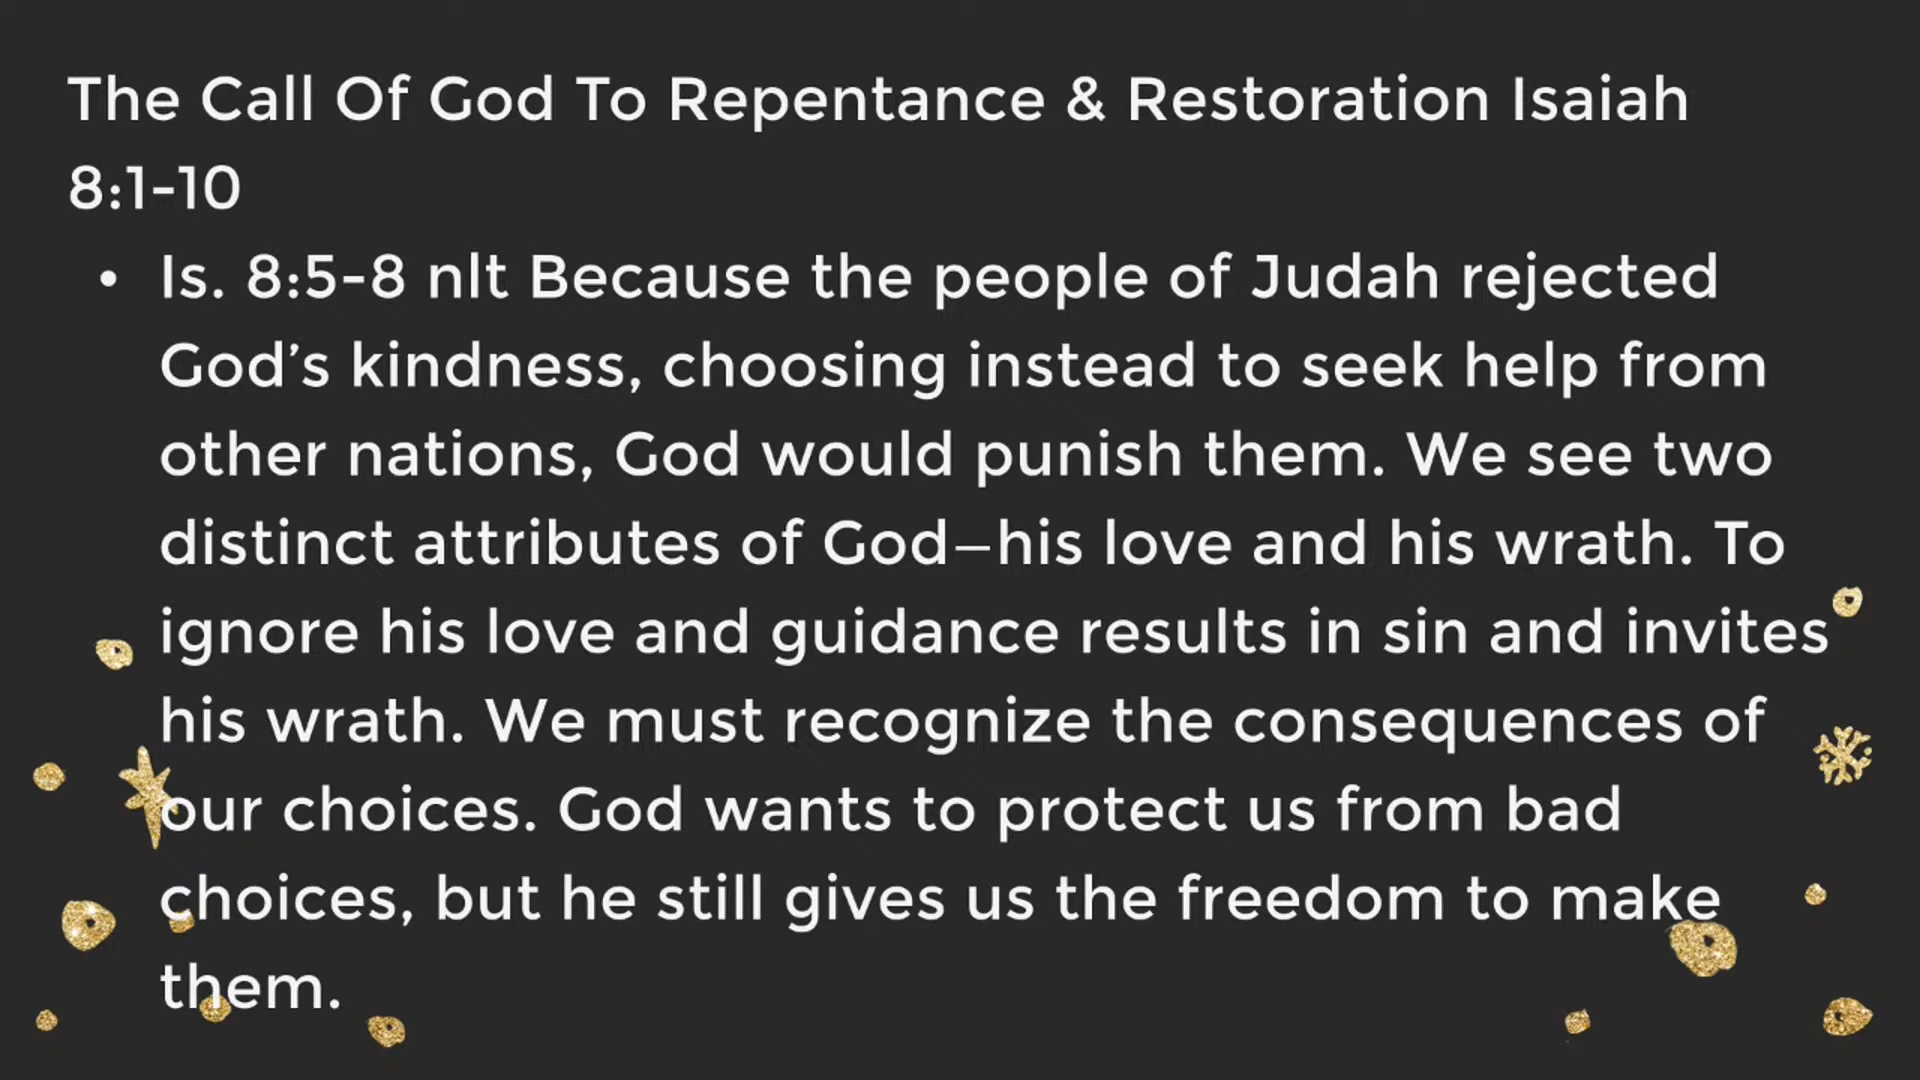 The Call Of God To Repentance & Restoration Isaiah
8:1-10
• Is. 8:5-8 nlt Because the people of Judah rejected
God’s kindness, choosing instead to seek help from
other nations, God would punish them. We see two
distinct attributes of God—his love and his wrath. To
ignore his love and guidance results in sin and invites
his wrath. We must recognize the consequences of
our choices. God wants to protect us from bad
choices, but he still gives us the freedom to make
them.